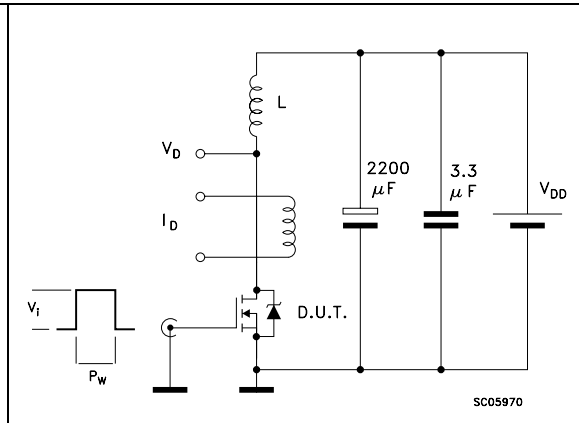 L
V_D
2200
μF
3.3
μF
V_DD
I_D
V_i
D.U.T.
P_W
SC05970